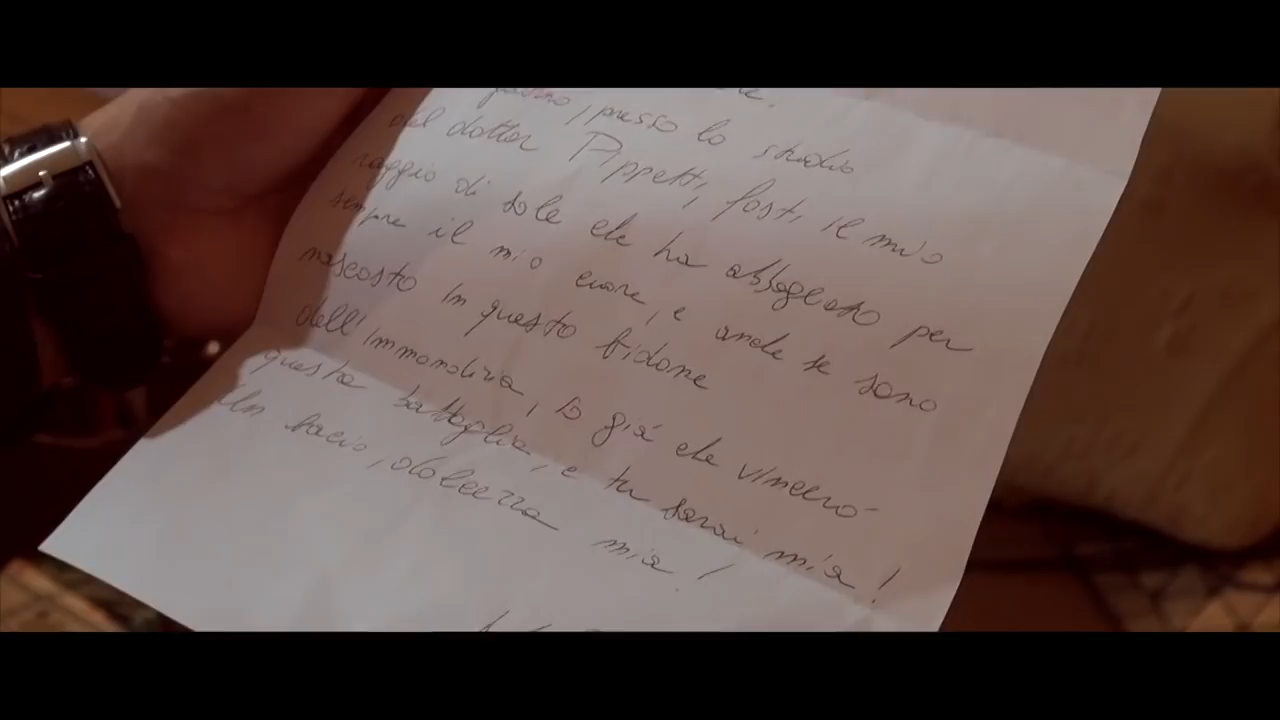 giorno, presso lo studio
del dottor Pippetti, fosti il mio
raggio di sole che ha abbagliato per
sempre il mio cuore, e anche se sono
nascosto in questo bidone
dell'immondizia, so già che vincerò
questa battaglia, e tu sarai mia!
Un bacio, dolcezza mia!